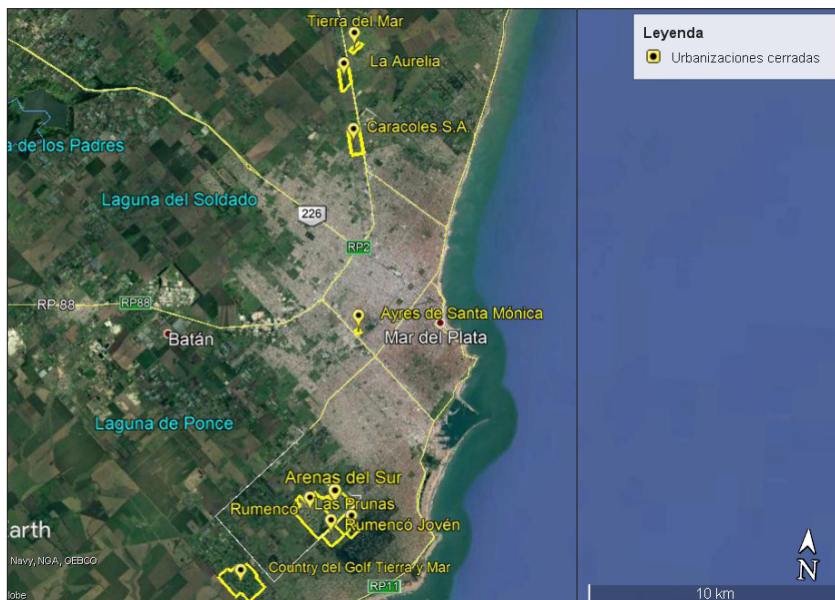 Tierra del Mar
Leyenda
Urbanizaciones cerradas
La Aurelia
Caracoles S.A.
a de los Padres
Laguna del Soldado
226
RP2
RP 88
RP88
Ayres de Santa Mónica
Batán
Mar del Plata
Laguna de Ponce
Arenas del Sur
Rumencó
Las Prunas
Rumencó Jovén
arth
Navy, NGA, GEBCO
Country del Golf Tierra y Mar
RP11
lobe
10 km
N